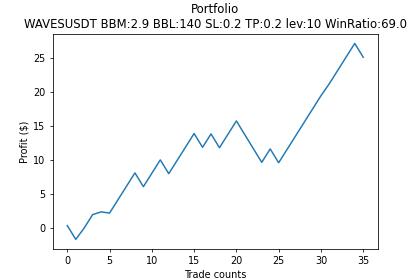 Portfolio
WAVESUSDT BBM:2.9 BBL:140 SL:0.2 TP:0.2 lev:10 WinRatio:69.0
Profit ($)
25
20
15
10
5
0
0 5 10 15 20 25 30 35
Trade counts